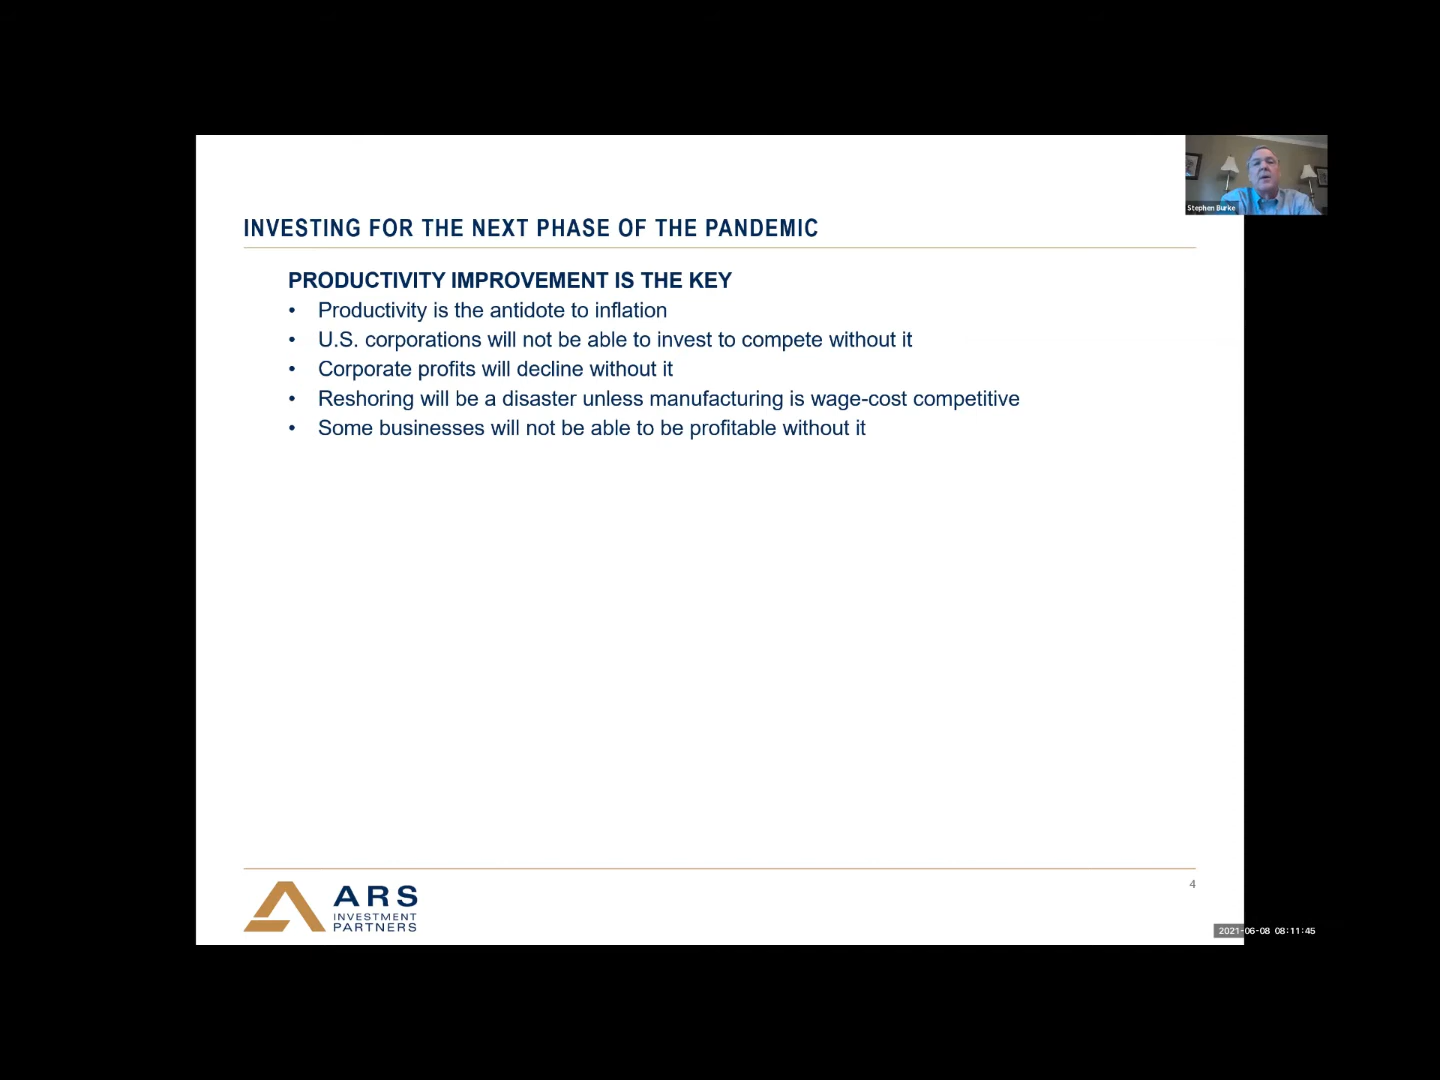 Stephen Burke
INVESTING FOR THE NEXT PHASE OF THE PANDEMIC
PRODUCTIVITY IMPROVEMENT IS THE KEY
• Productivity is the antidote to inflation
• U.S. corporations will not be able to invest to compete without it
• Corporate profits will decline without it
• Reshoring will be a disaster unless manufacturing is wage-cost competitive
• Some businesses will not be able to be profitable without it
4
ARS
INVESTMENT
PARTNERS
2021-06-08 08:11:45